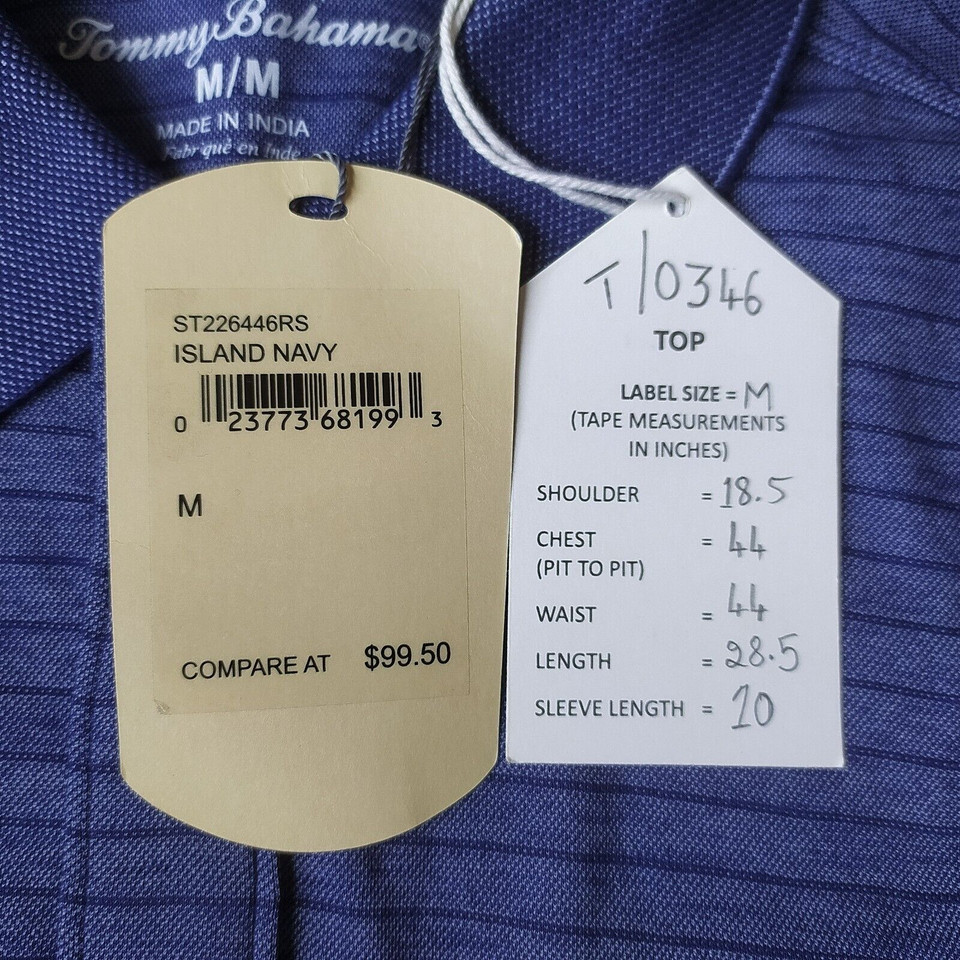 Tommy Bahama
M/M
MADE IN INDIA
Fabr qué en Inde
ST226446RS
ISLAND NAVY
0 23773 68199 3
M
COMPARE AT $99.50
T/0346
TOP
LABEL SIZE = M
(TAPE MEASUREMENTS
IN INCHES)
SHOULDER = 18.5
CHEST = 44
(PIT TO PIT)
WAIST = 44
LENGTH = 28.5
SLEEVE LENGTH = 10